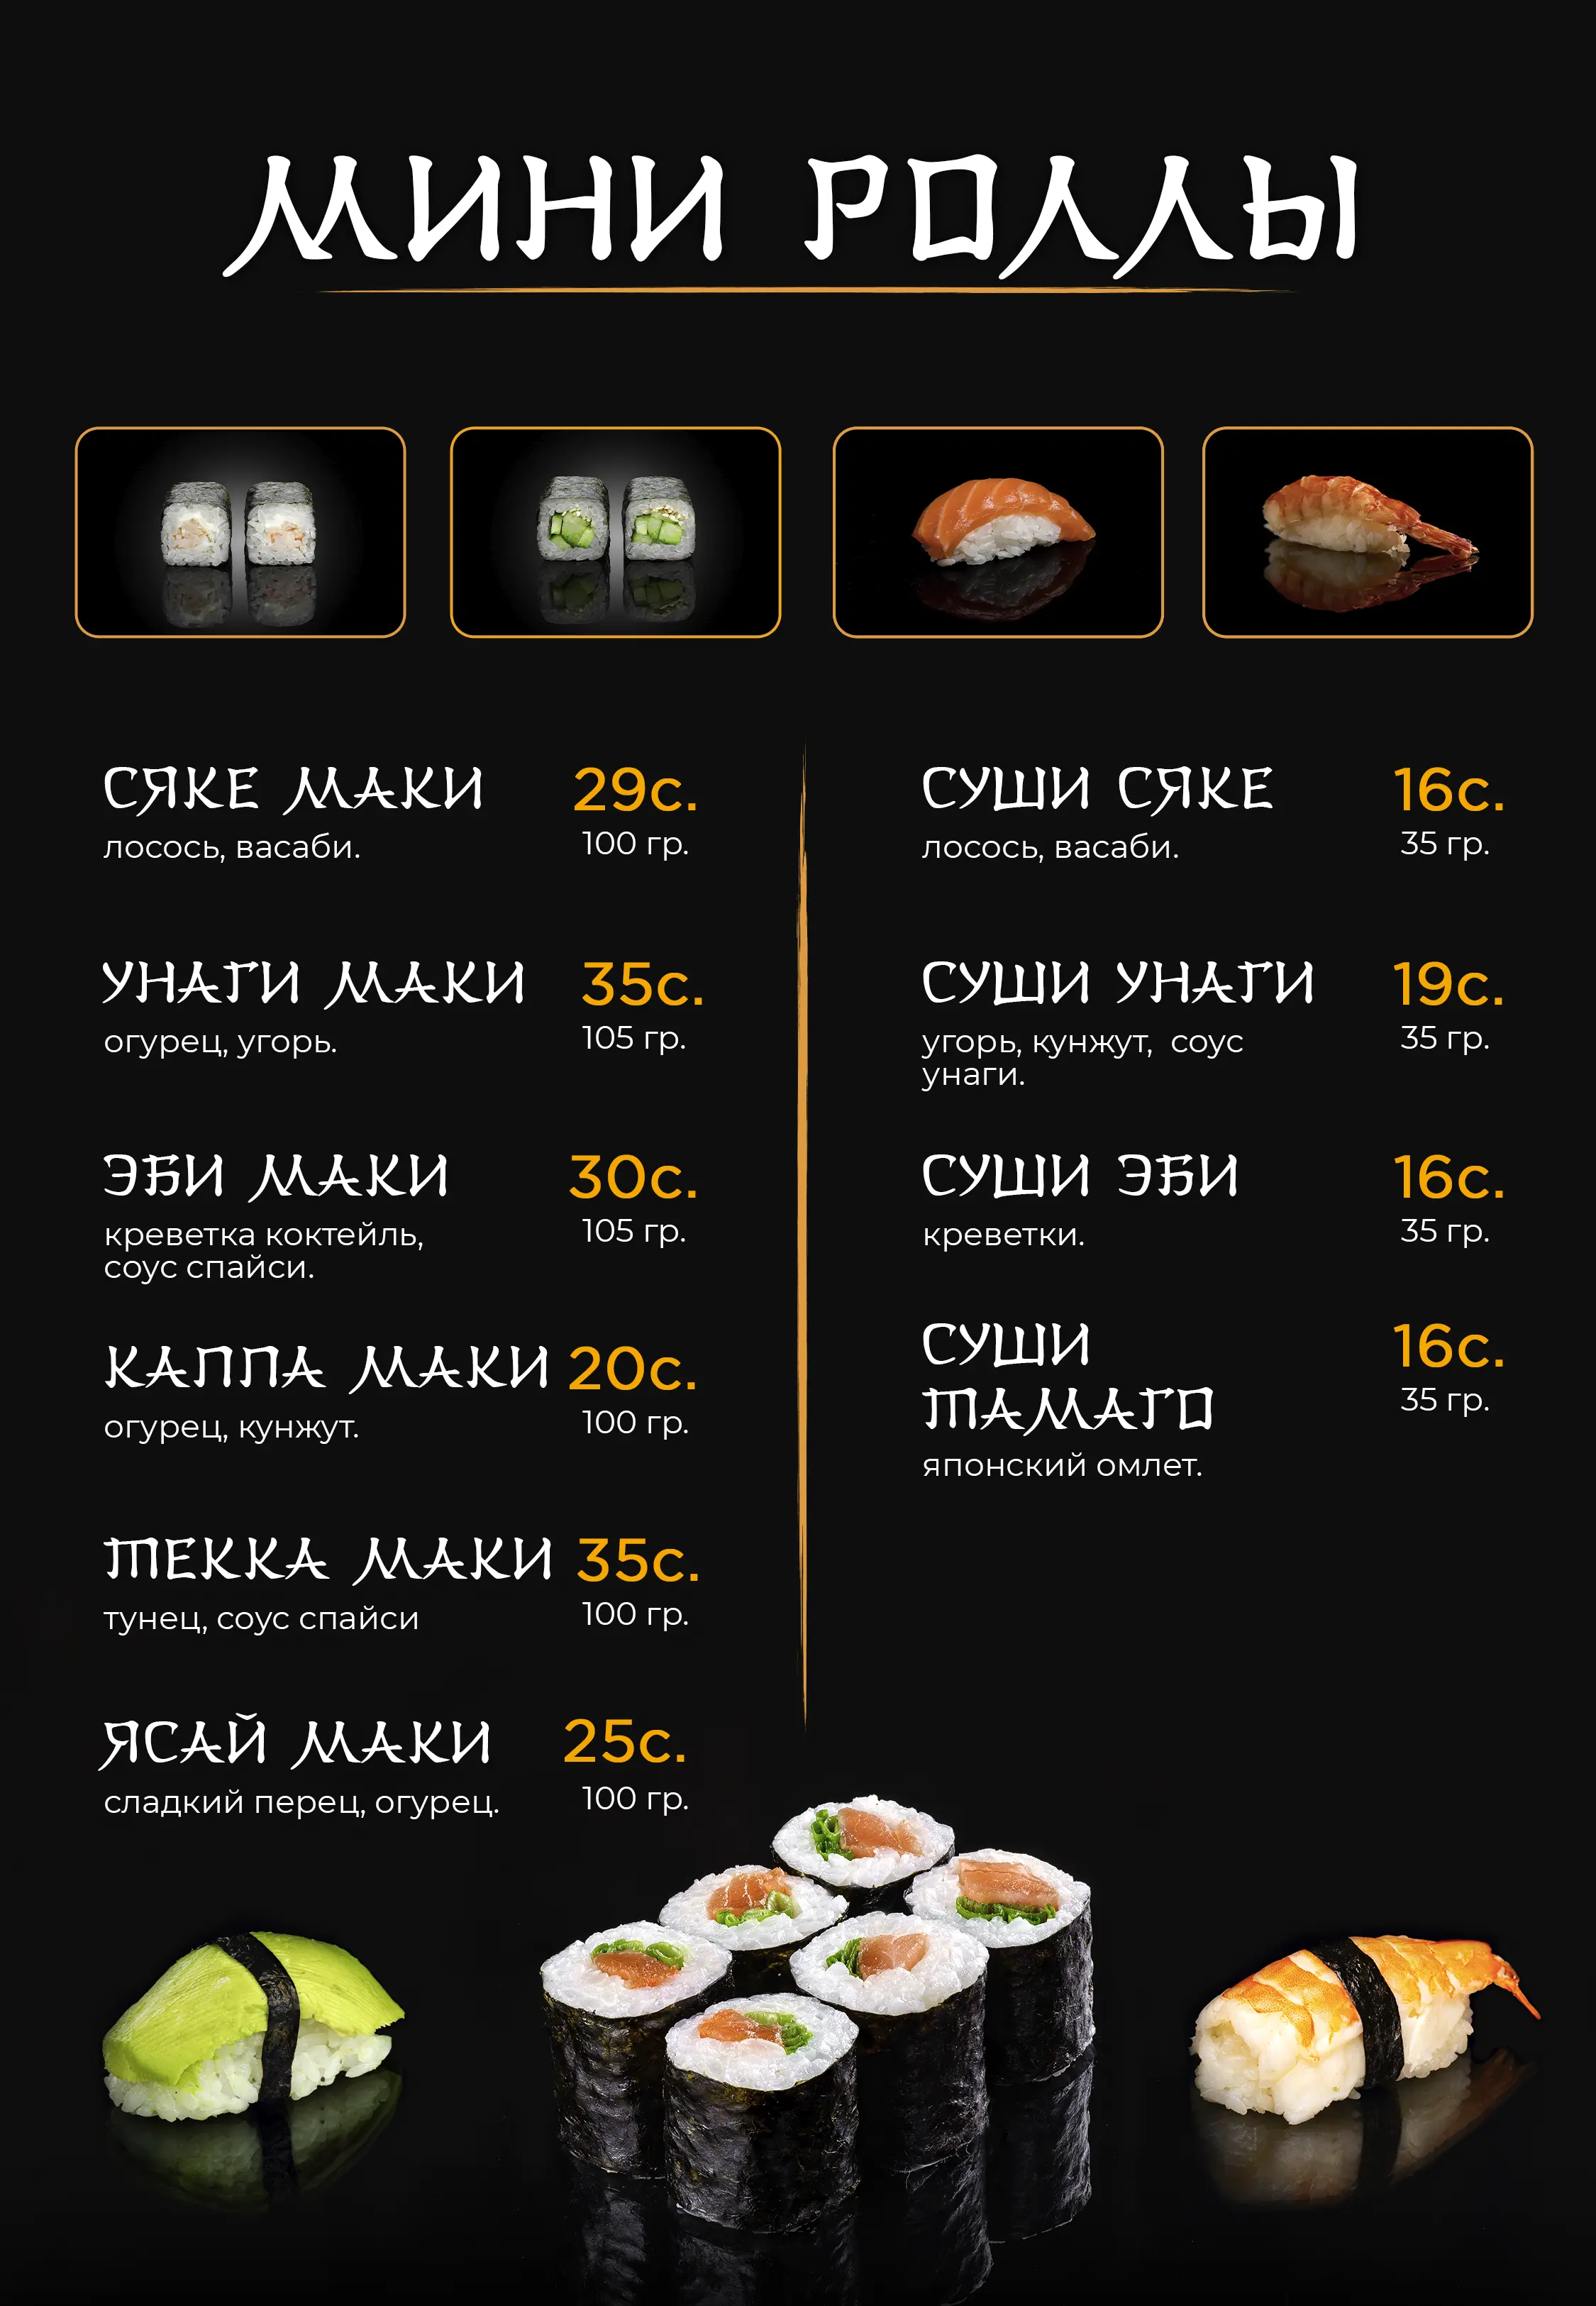 МИНИ РОЛЛЫ
СЯКЕ МАКИ 29с.
лосось, васаби. 100 гр.
УНАГИ МАКИ 35с.
огурец, угорь. 105 гр.
ЭБИ МАКИ 30с.
креветка коктейль, 105 гр.
соус спайси.
КАППА МАКИ 20с.
огурец, кунжут. 100 гр.
ТЕККА МАКИ 35с.
тунец, соус спайси 100 гр.
ЯСАЙ МАКИ 25с.
сладкий перец, огурец. 100 гр.
СУШИ СЯКЕ 16с.
лосось, васаби. 35 гр.
СУШИ УНАГИ 19с.
угорь, кунжут, соус 35 гр.
унаги.
СУШИ ЭБИ 16с.
креветки. 35 гр.
СУШИ 16с.
ТАМАГО 35 гр.
японский омлет.